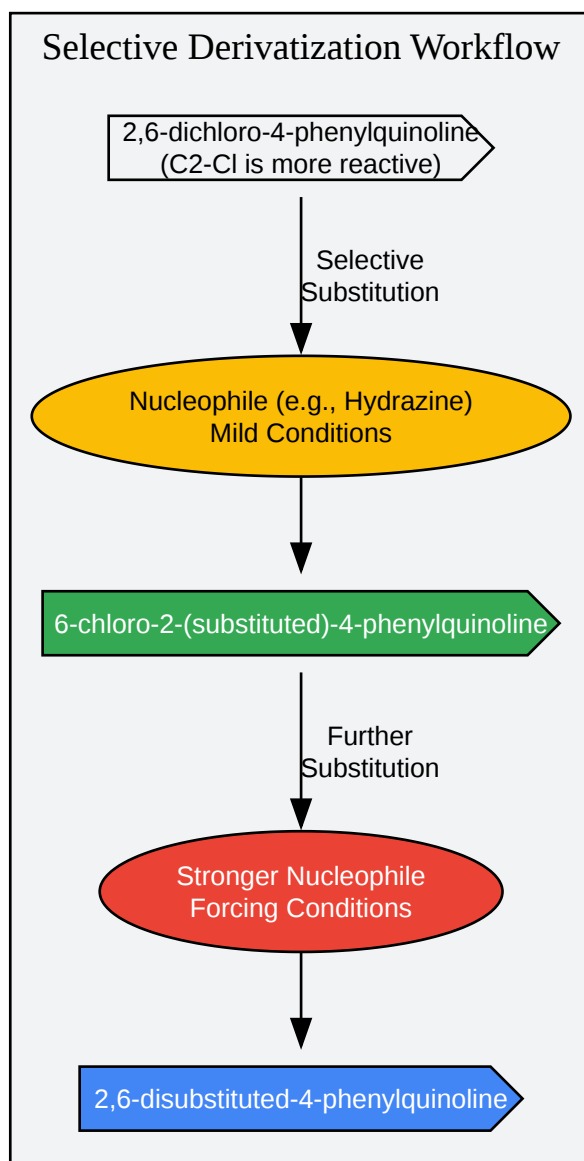 Selective Derivatization Workflow
2,6-dichloro-4-phenylquinoline
(C2-Cl is more reactive)
Selective
Substitution
Nucleophile (e.g., Hydrazine)
Mild Conditions
6-chloro-2-(substituted)-4-phenylquinoline
Further
Substitution
Stronger Nucleophile
Forcing Conditions
2,6-disubstituted-4-phenylquinoline